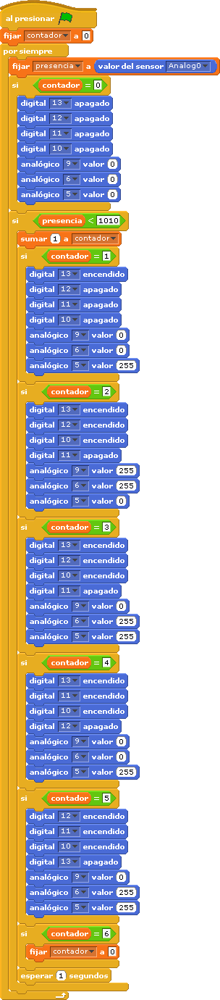 al presionar
fijar contador a 0
por siempre
fijar presencia a valor del sensor Analog0
si contador = 0
digital 13 apagado
digital 12 apagado
digital 11 apagado
digital 10 apagado
analógico 9 valor 0
analógico 6 valor 0
analógico 5 valor 0
si presencia < 1010
sumar 1 a contador
si contador = 1
digital 13 encendido
digital 12 apagado
digital 11 apagado
digital 10 apagado
analógico 9 valor 0
analógico 6 valor 0
analógico 5 valor 255
si contador = 2
digital 13 encendido
digital 12 encendido
digital 10 encendido
digital 11 apagado
analógico 9 valor 255
analógico 6 valor 255
analógico 5 valor 0
si contador = 3
digital 13 encendido
digital 12 encendido
digital 10 encendido
digital 11 apagado
analógico 9 valor 0
analógico 6 valor 255
analógico 5 valor 255
si contador = 4
digital 13 encendido
digital 11 encendido
digital 10 encendido
digital 12 apagado
analógico 9 valor 0
analógico 6 valor 0
analógico 5 valor 255
si contador = 5
digital 12 encendido
digital 11 encendido
digital 10 encendido
digital 13 apagado
analógico 9 valor 0
analógico 6 valor 255
analógico 5 valor 255
si contador = 6
fijar contador a 0
esperar 1 segundos